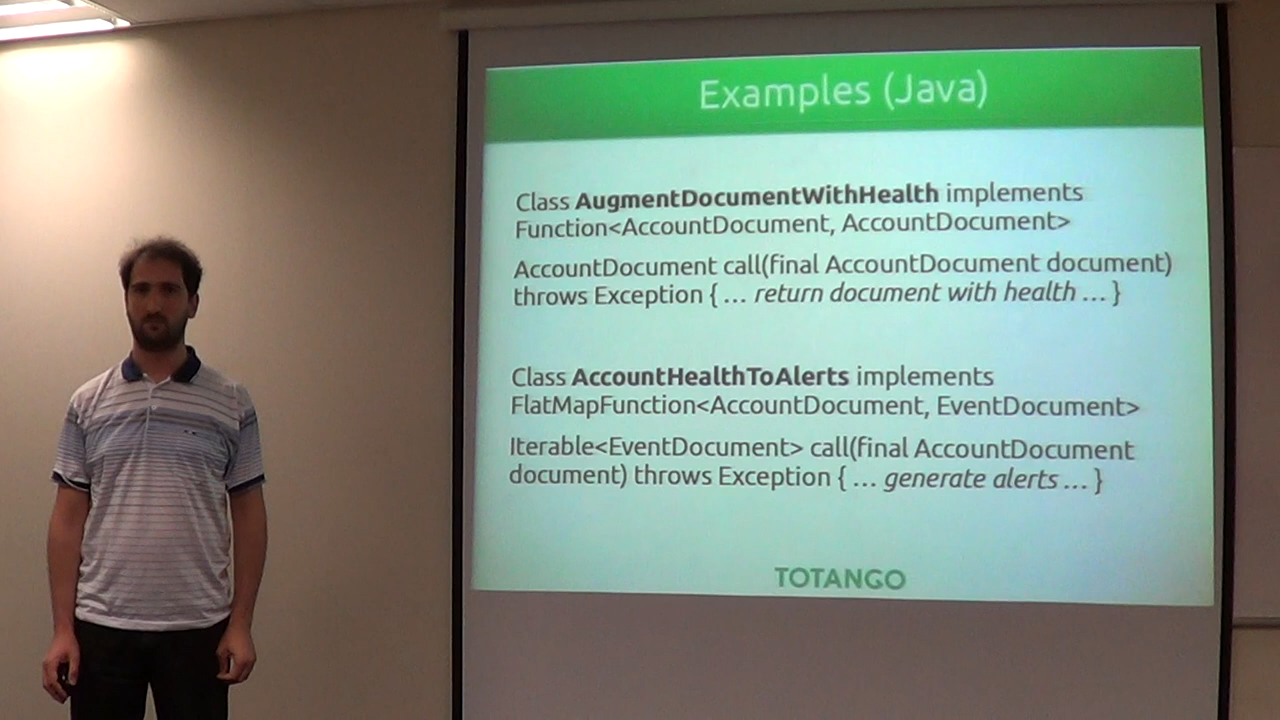 Examples (Java)
Class AugmentDocumentWithHealth implements
Function<AccountDocument, AccountDocument>
AccountDocument call(final AccountDocument document)
throws Exception { … return document with health … }
Class AccountHealthToAlerts implements
FlatMapFunction<AccountDocument, EventDocument>
Iterable<EventDocument> call(final AccountDocument
document) throws Exception { … generate alerts … }
TOTANGO